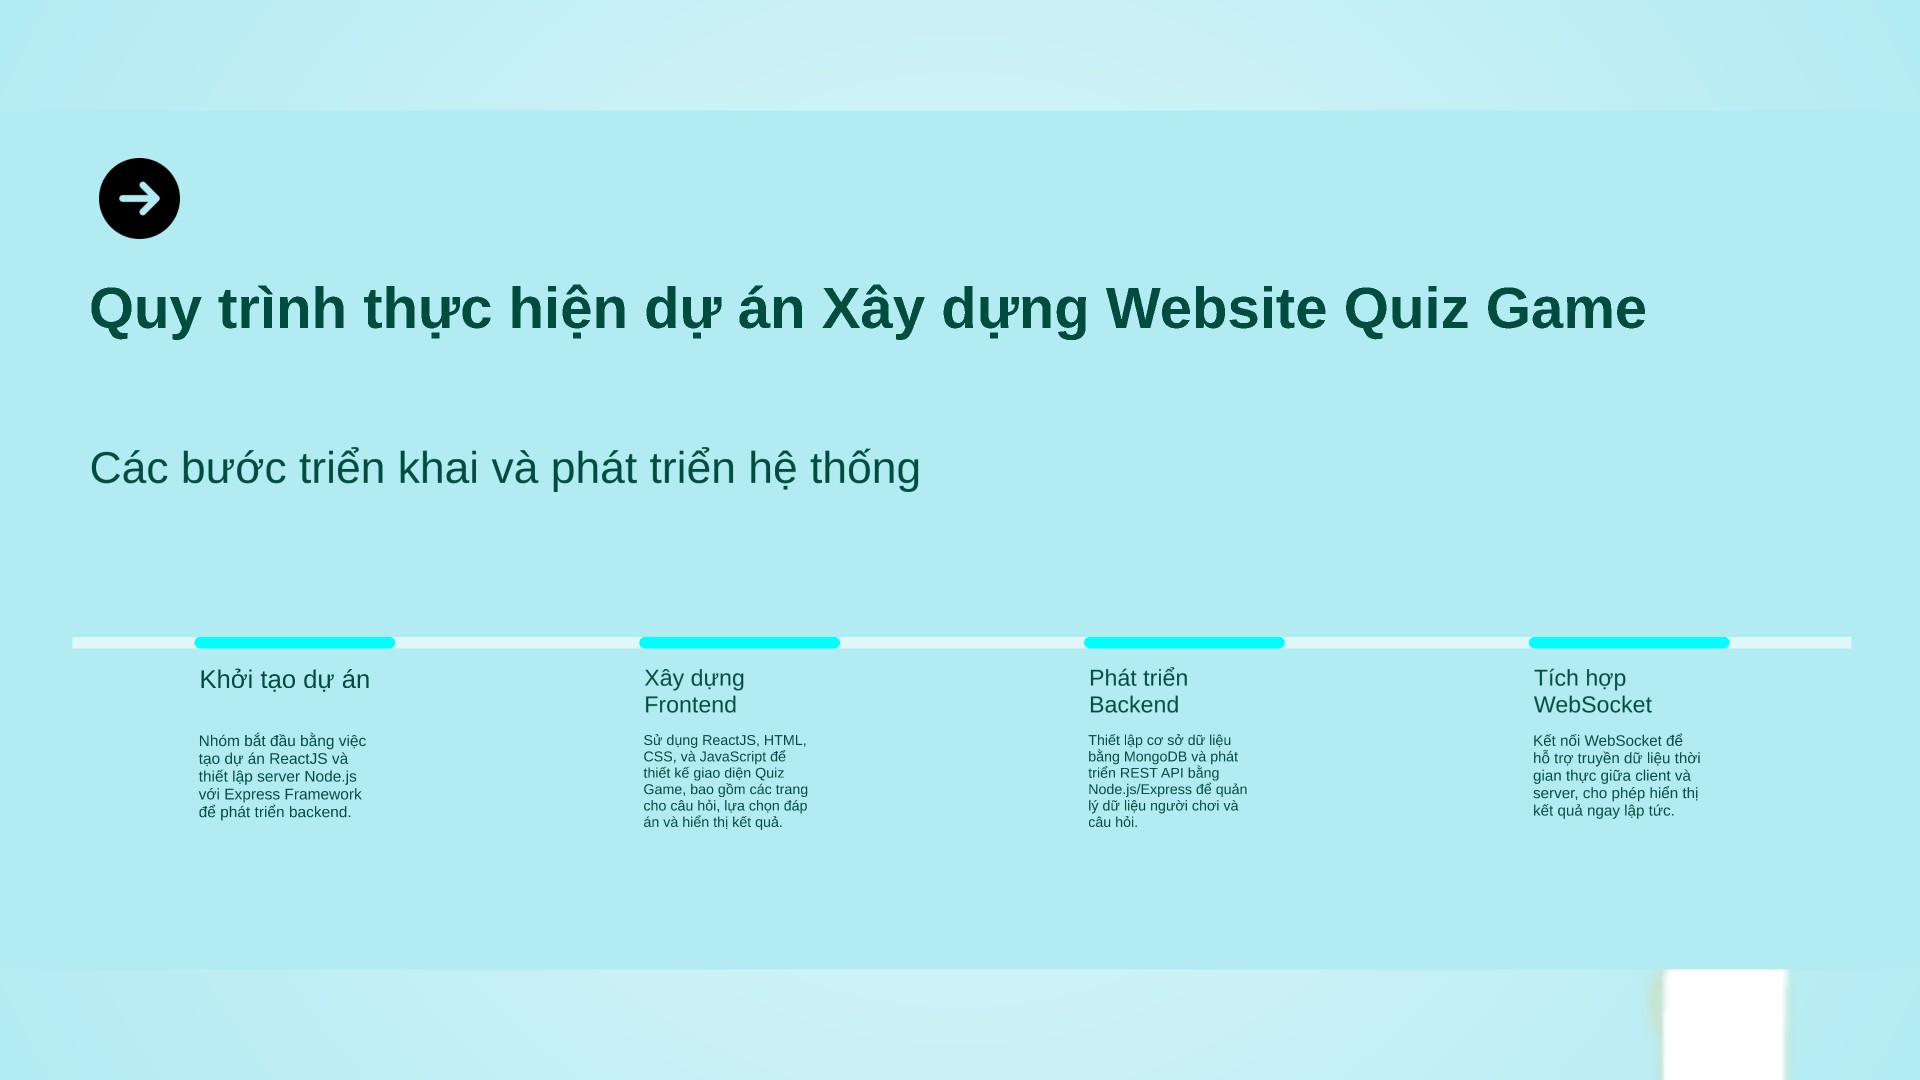 Quy trình thực hiện dự án Xây dựng Website Quiz Game
Các bước triển khai và phát triển hệ thống
Khởi tạo dự án
Nhóm bắt đầu bằng việc
tạo dự án ReactJS và
thiết lập server Node.js
với Express Framework
để phát triển backend.
Xây dựng
Frontend
Sử dụng ReactJS, HTML,
CSS, và JavaScript để
thiết kế giao diện Quiz
Game, bao gồm các trang
cho câu hỏi, lựa chọn đáp
án và hiển thị kết quả.
Phát triển
Backend
Thiết lập cơ sở dữ liệu
bằng MongoDB và phát
triển REST API bằng
Node.js/Express để quản
lý dữ liệu người chơi và
câu hỏi.
Tích hợp
WebSocket
Kết nối WebSocket để
hỗ trợ truyền dữ liệu thời
gian thực giữa client và
server, cho phép hiển thị
kết quả ngay lập tức.